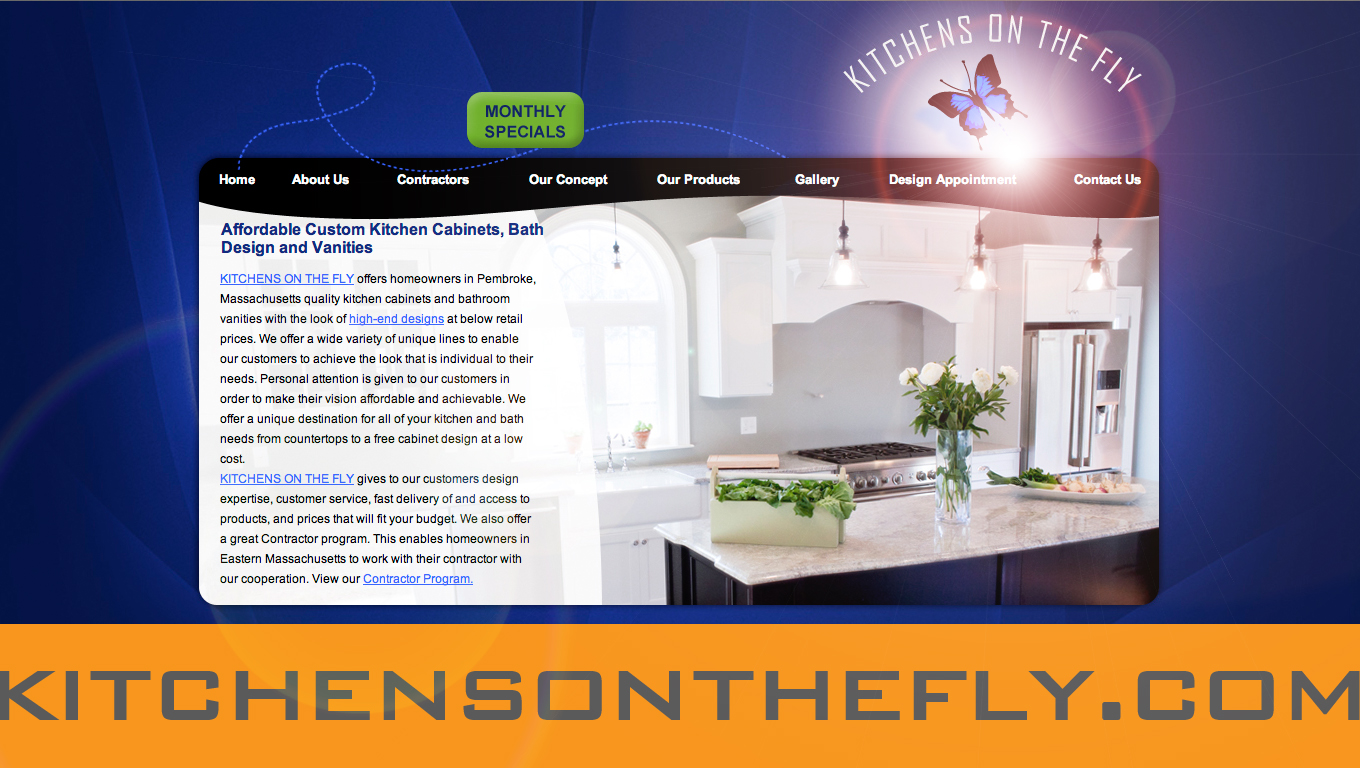 KITCHENS ON THE FLY
MONTHLY
SPECIALS
Home About Us Contractors Our Concept Our Products Gallery Design Appointment Contact Us
Affordable Custom Kitchen Cabinets, Bath
Design and Vanities
KITCHENS ON THE FLY offers homeowners in Pembroke,
Massachusetts quality kitchen cabinets and bathroom
vanities with the look of high-end designs at below retail
prices. We offer a wide variety of unique lines to enable
our customers to achieve the look that is individual to their
needs. Personal attention is given to our customers in
order to make their vision affordable and achievable. We
offer a unique destination for all of your kitchen and bath
needs from countertops to a free cabinet design at a low
cost.
KITCHENS ON THE FLY gives to our customers design
expertise, customer service, fast delivery of and access to
products, and prices that will fit your budget. We also offer
a great Contractor program. This enables homeowners in
Eastern Massachusetts to work with their contractor with
our cooperation. View our Contractor Program.
KITCHENSONTHEFLY.COM